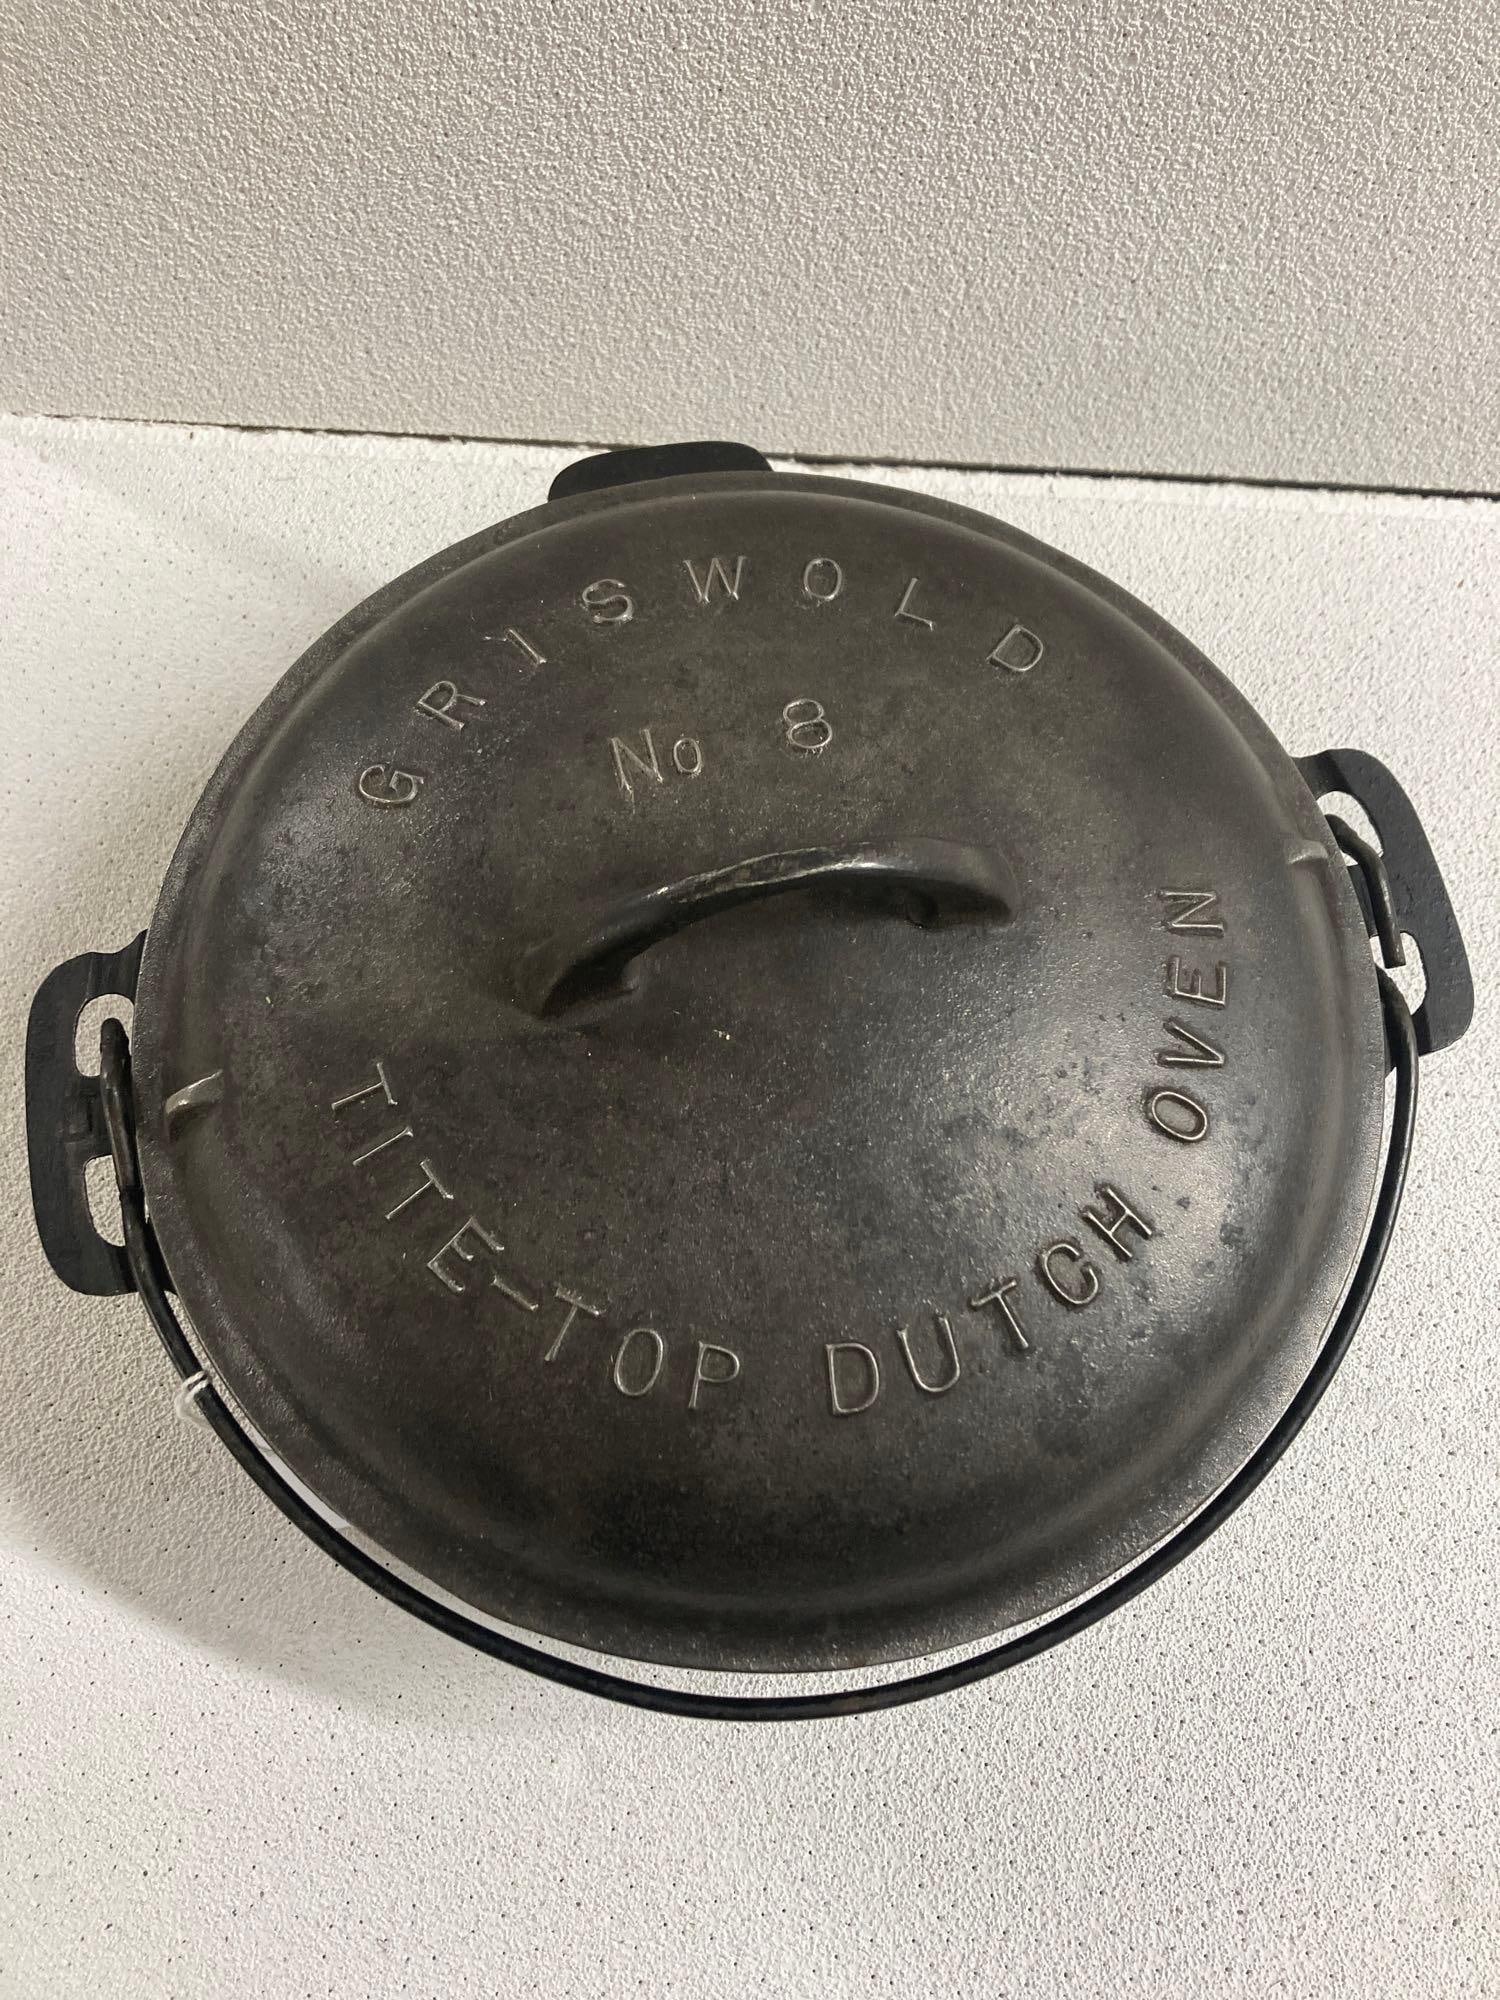 GRISWOLD
No 8
TITE-TOP DUTCH OVEN